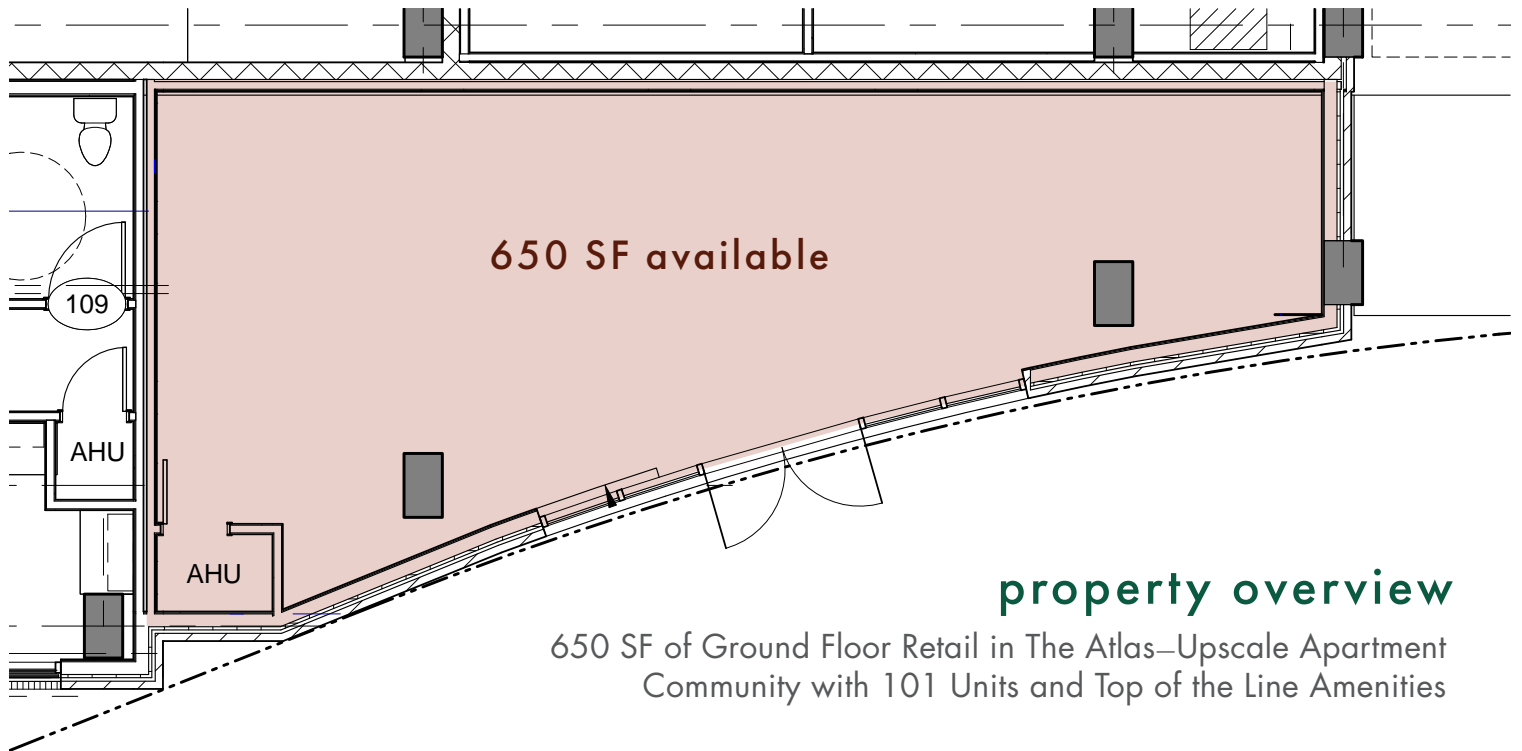 650 SF available
109
AHU
AHU
property overview
650 SF of Ground Floor Retail in The Atlas–Upscale Apartment
Community with 101 Units and Top of the Line Amenities